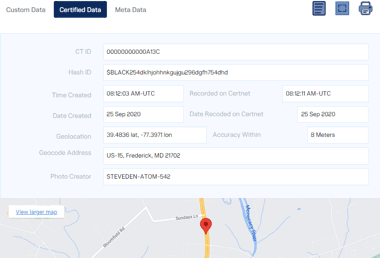 Custom Data Certified Data Meta Data
CT ID 00000000000A13C
Hash ID $BLACK254dkihjohhnkgujgu296dgfh754dhd
Time Created 08:12:03 AM-UTC Recorded on Certnet 08:12:11 AM-UTC
Date Created 25 Sep 2020 Date Recoded on Certnet 25 Sep 2020
Geolocation 39.4836 lat, -77.3971 lon Accuracy Within 8 Meters
Geocode Address US-15, Frederick, MD 21702
Photo Creator STEVEDEN-ATOM-542
View larger map
Sundays Ln
Bloomfield Rd
Monocacy River